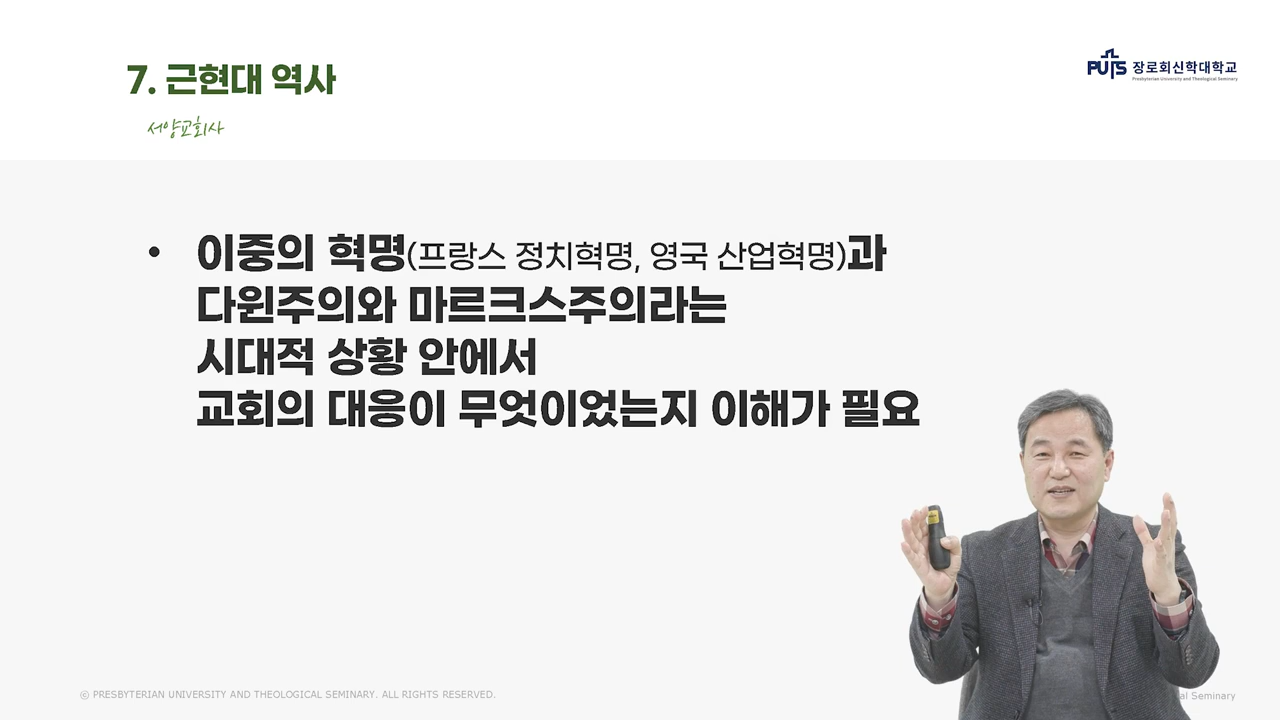 7. 근현대 역사
서양교회사
PUTS 장로회신학대학교
Presbyterian University and Theological Seminary
• 이중의 혁명(프랑스 정치혁명, 영국 산업혁명)과
다윈주의와 마르크스주의라는
시대적 상황 안에서
교회의 대응이 무엇이었는지 이해가 필요
ⓒ PRESBYTERIAN UNIVERSITY AND THEOLOGICAL SEMINARY. ALL RIGHTS RESERVED.
Seminary